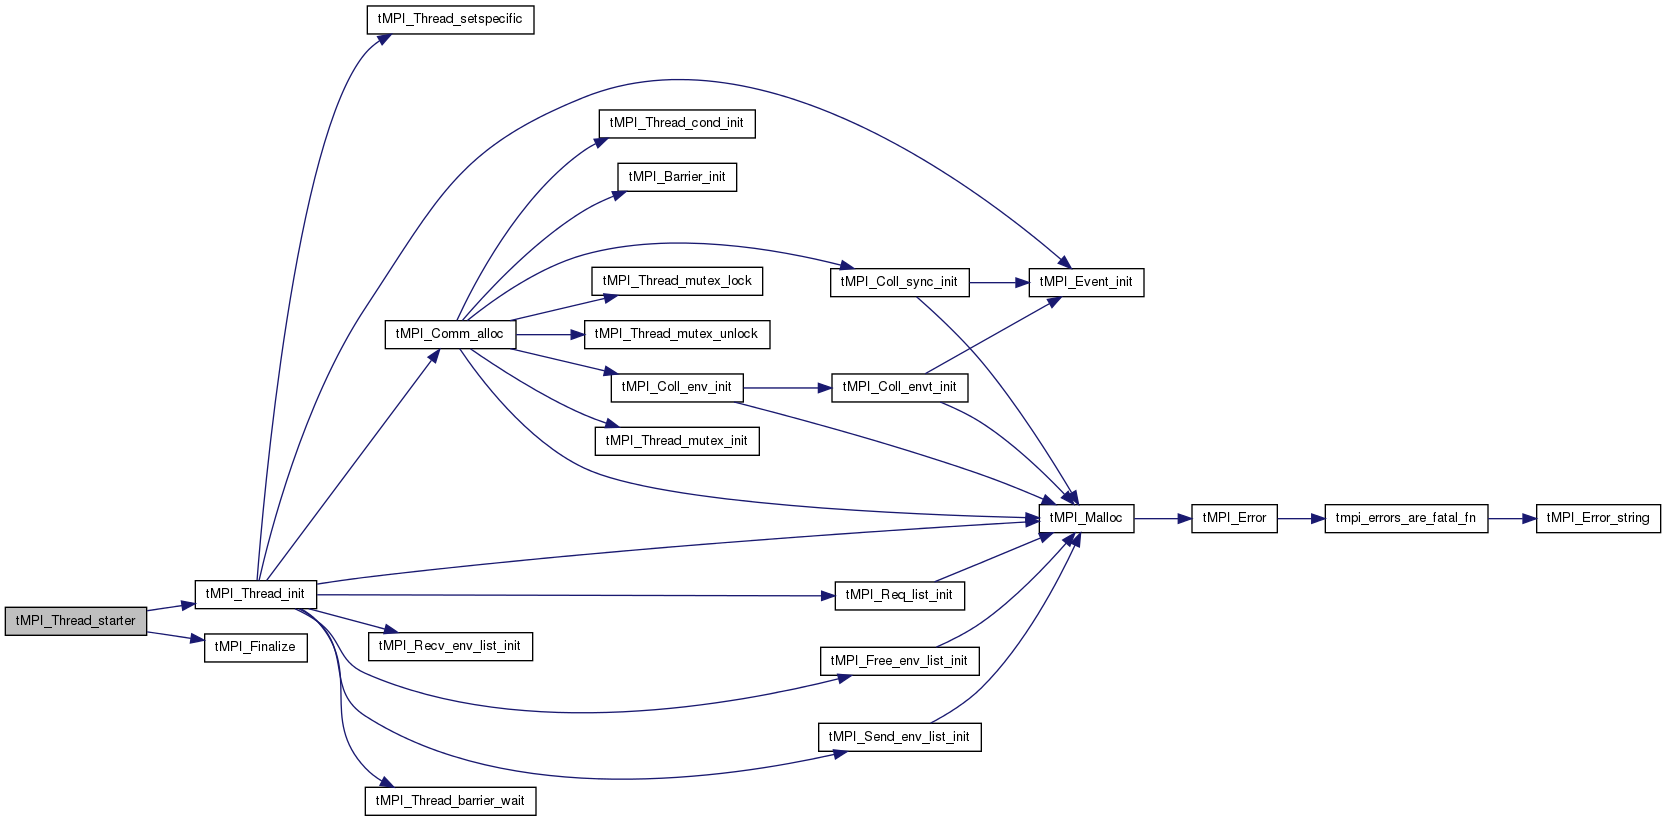 tMPI_Thread_setspecific
tMPI_Thread_cond_init
tMPI_Barrier_init
tMPI_Thread_mutex_lock
tMPI_Coll_sync_init
tMPI_Event_init
tMPI_Comm_alloc
tMPI_Thread_mutex_unlock
tMPI_Coll_env_init
tMPI_Coll_envt_init
tMPI_Thread_mutex_init
tMPI_Malloc
tMPI_Error
tmpi_errors_are_fatal_fn
tMPI_Error_string
tMPI_Thread_init
tMPI_Req_list_init
tMPI_Thread_starter
tMPI_Finalize
tMPI_Recv_env_list_init
tMPI_Free_env_list_init
tMPI_Send_env_list_init
tMPI_Thread_barrier_wait